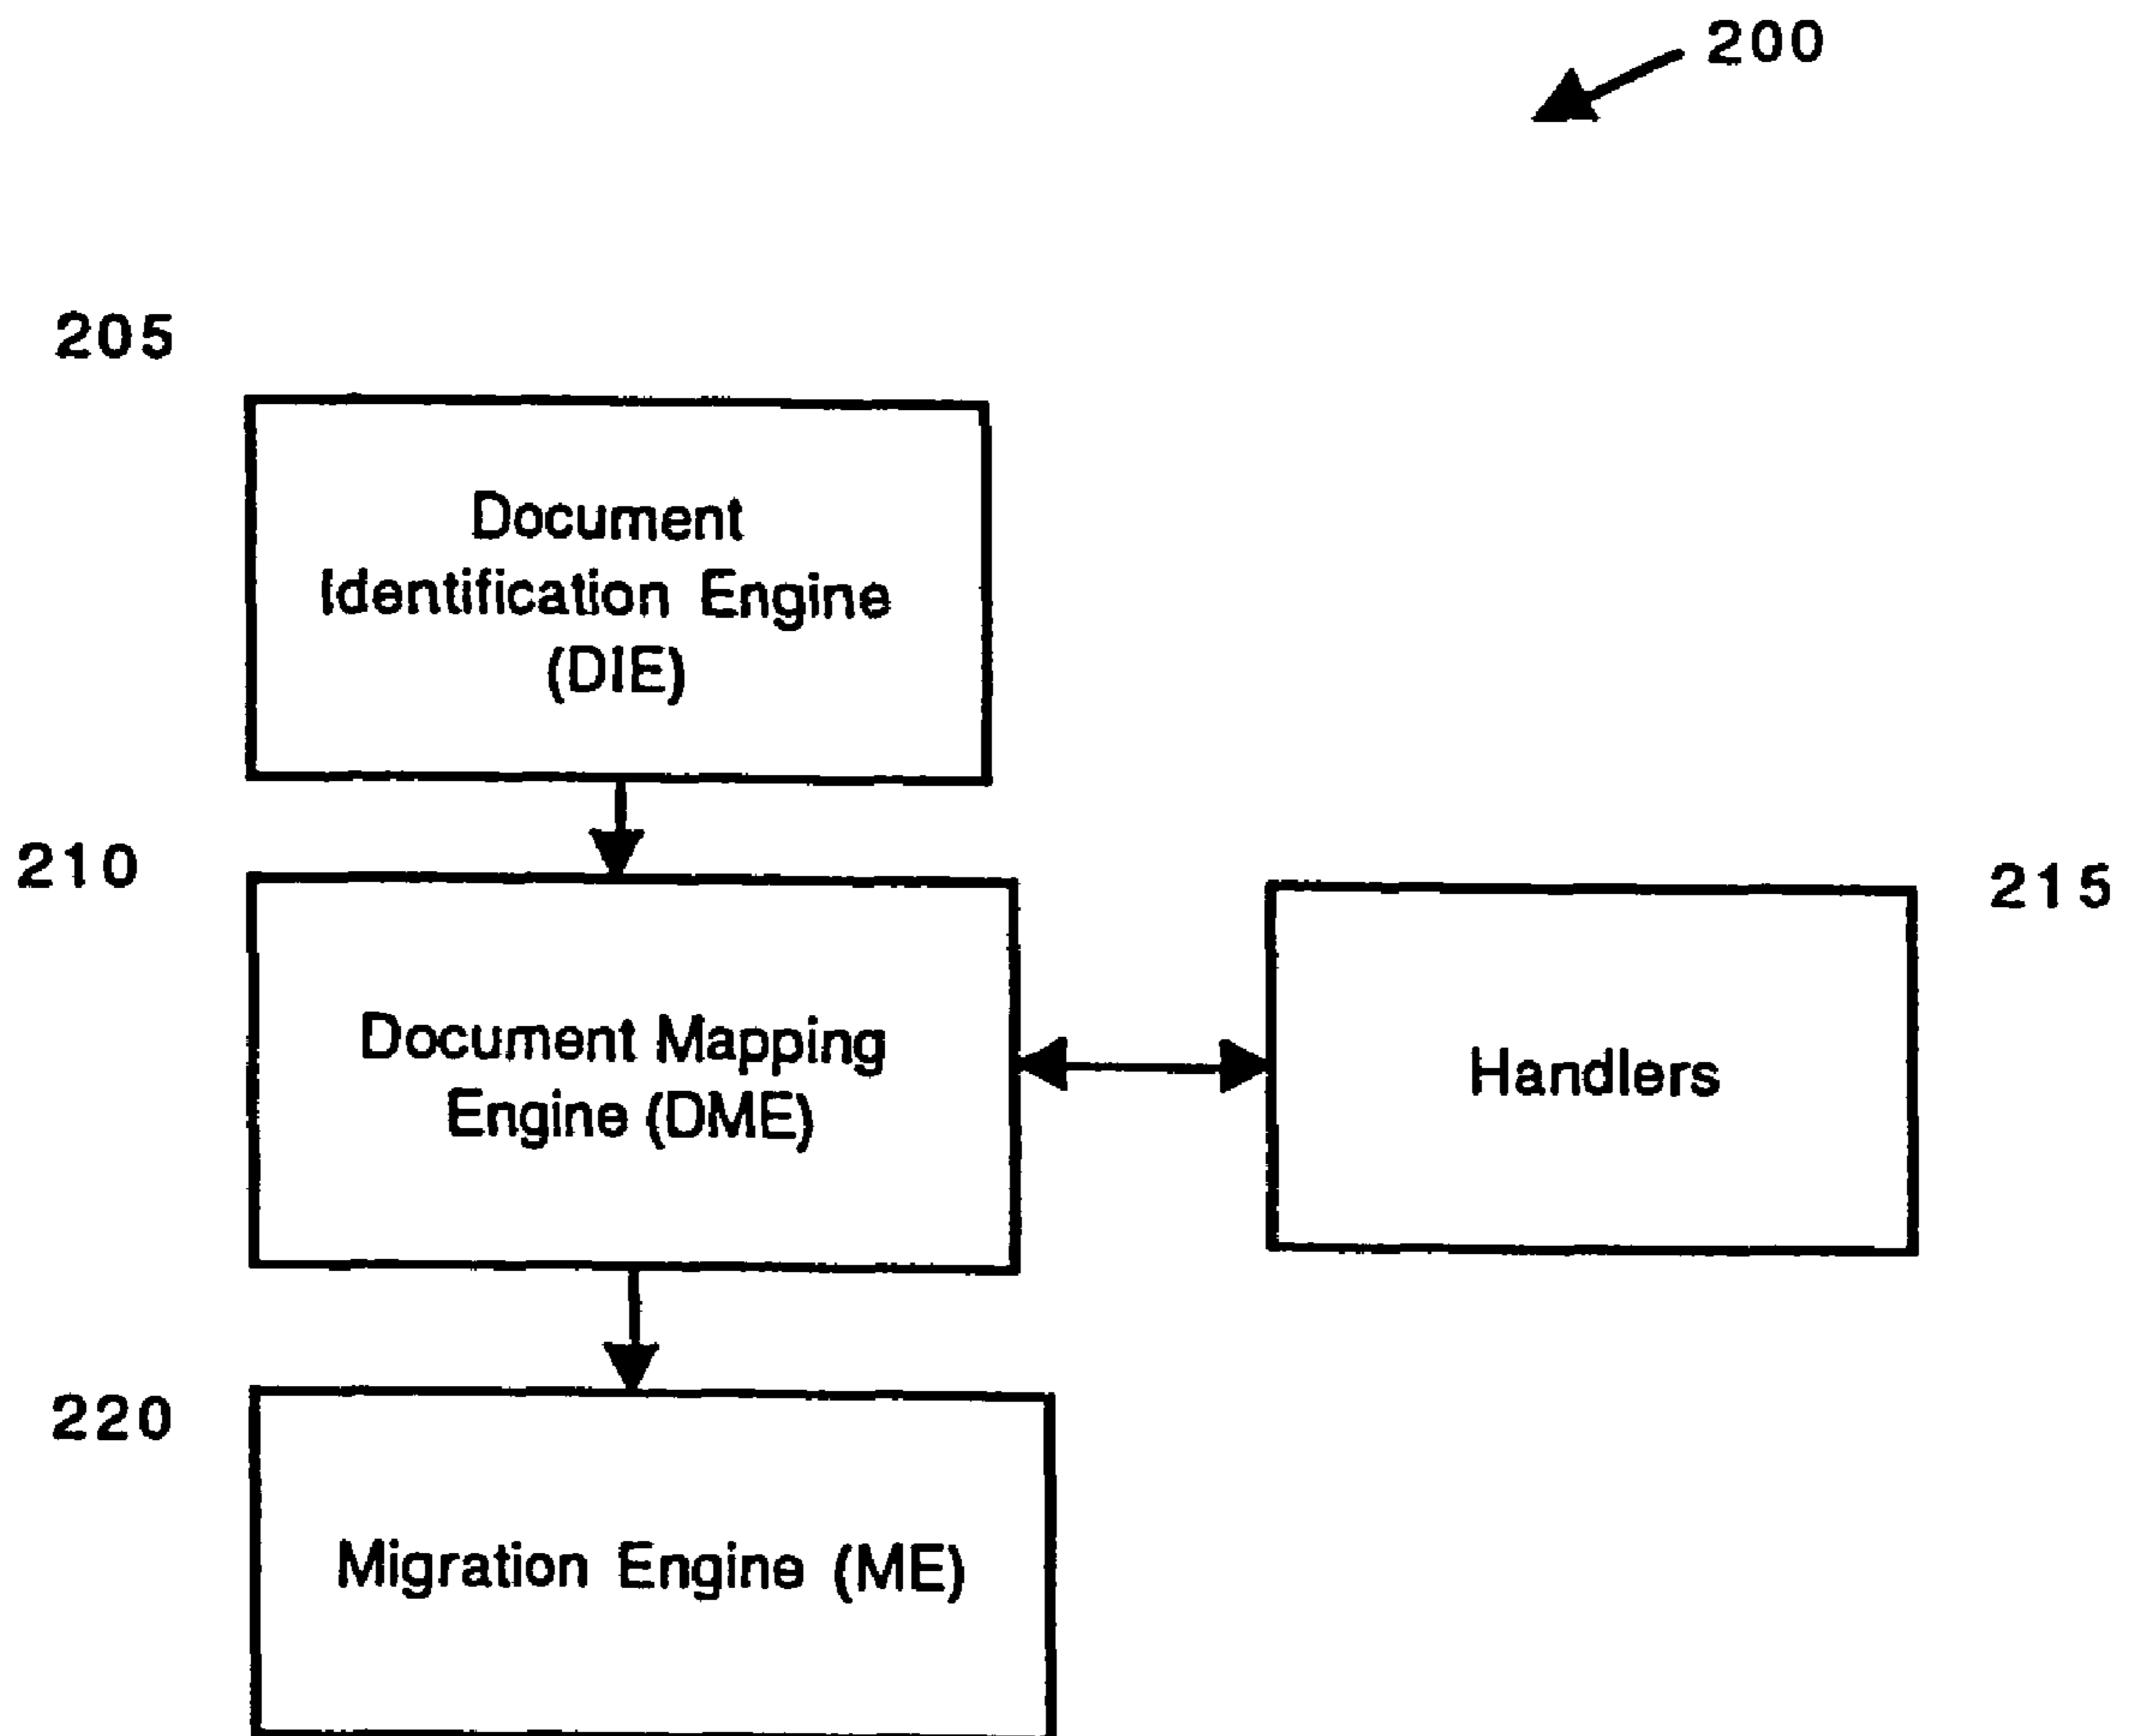 200
205
Document
Identification Engine
(DIE)
210
215
Document Mapping
Engine (DME)
Handlers
220
Migration Engine (ME)